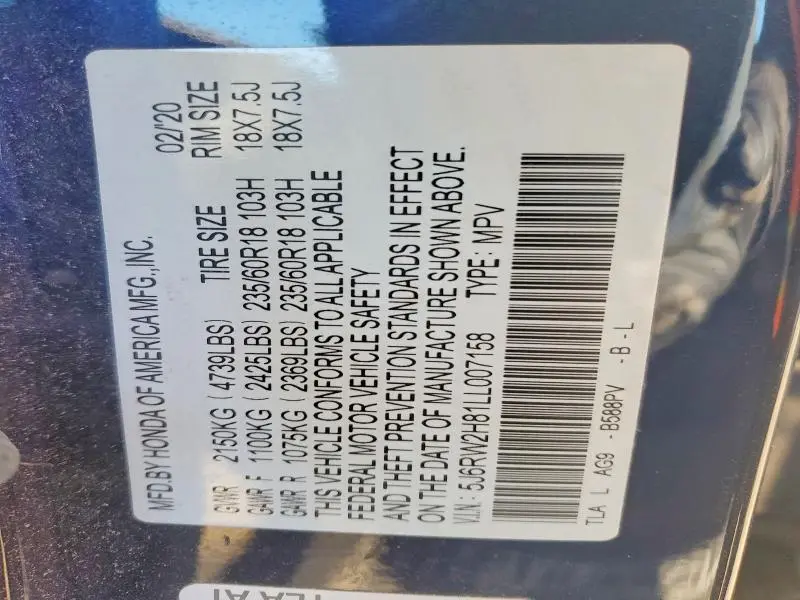 MFD.BY HONDA OF AMERICA MFG.,INC. 02/'20
GVWR 2150KG (4739LBS) TIRE SIZE RIM SIZE
GAWR F 1100KG (2425LBS) 235/60R18 103H 18X7.5J
GAWR R 1075KG (2369LBS) 235/60R18 103H 18X7.5J
THIS VEHICLE CONFORMS TO ALL APPLICABLE
FEDERAL MOTOR VEHICLE SAFETY
AND THEFT PREVENTION STANDARDS IN EFFECT
ON THE DATE OF MANUFACTURE SHOWN ABOVE.
V.I.N.: 5J6RW2H81LL007158 TYPE: MPV
TLA L AG9 -B588PV -B-L